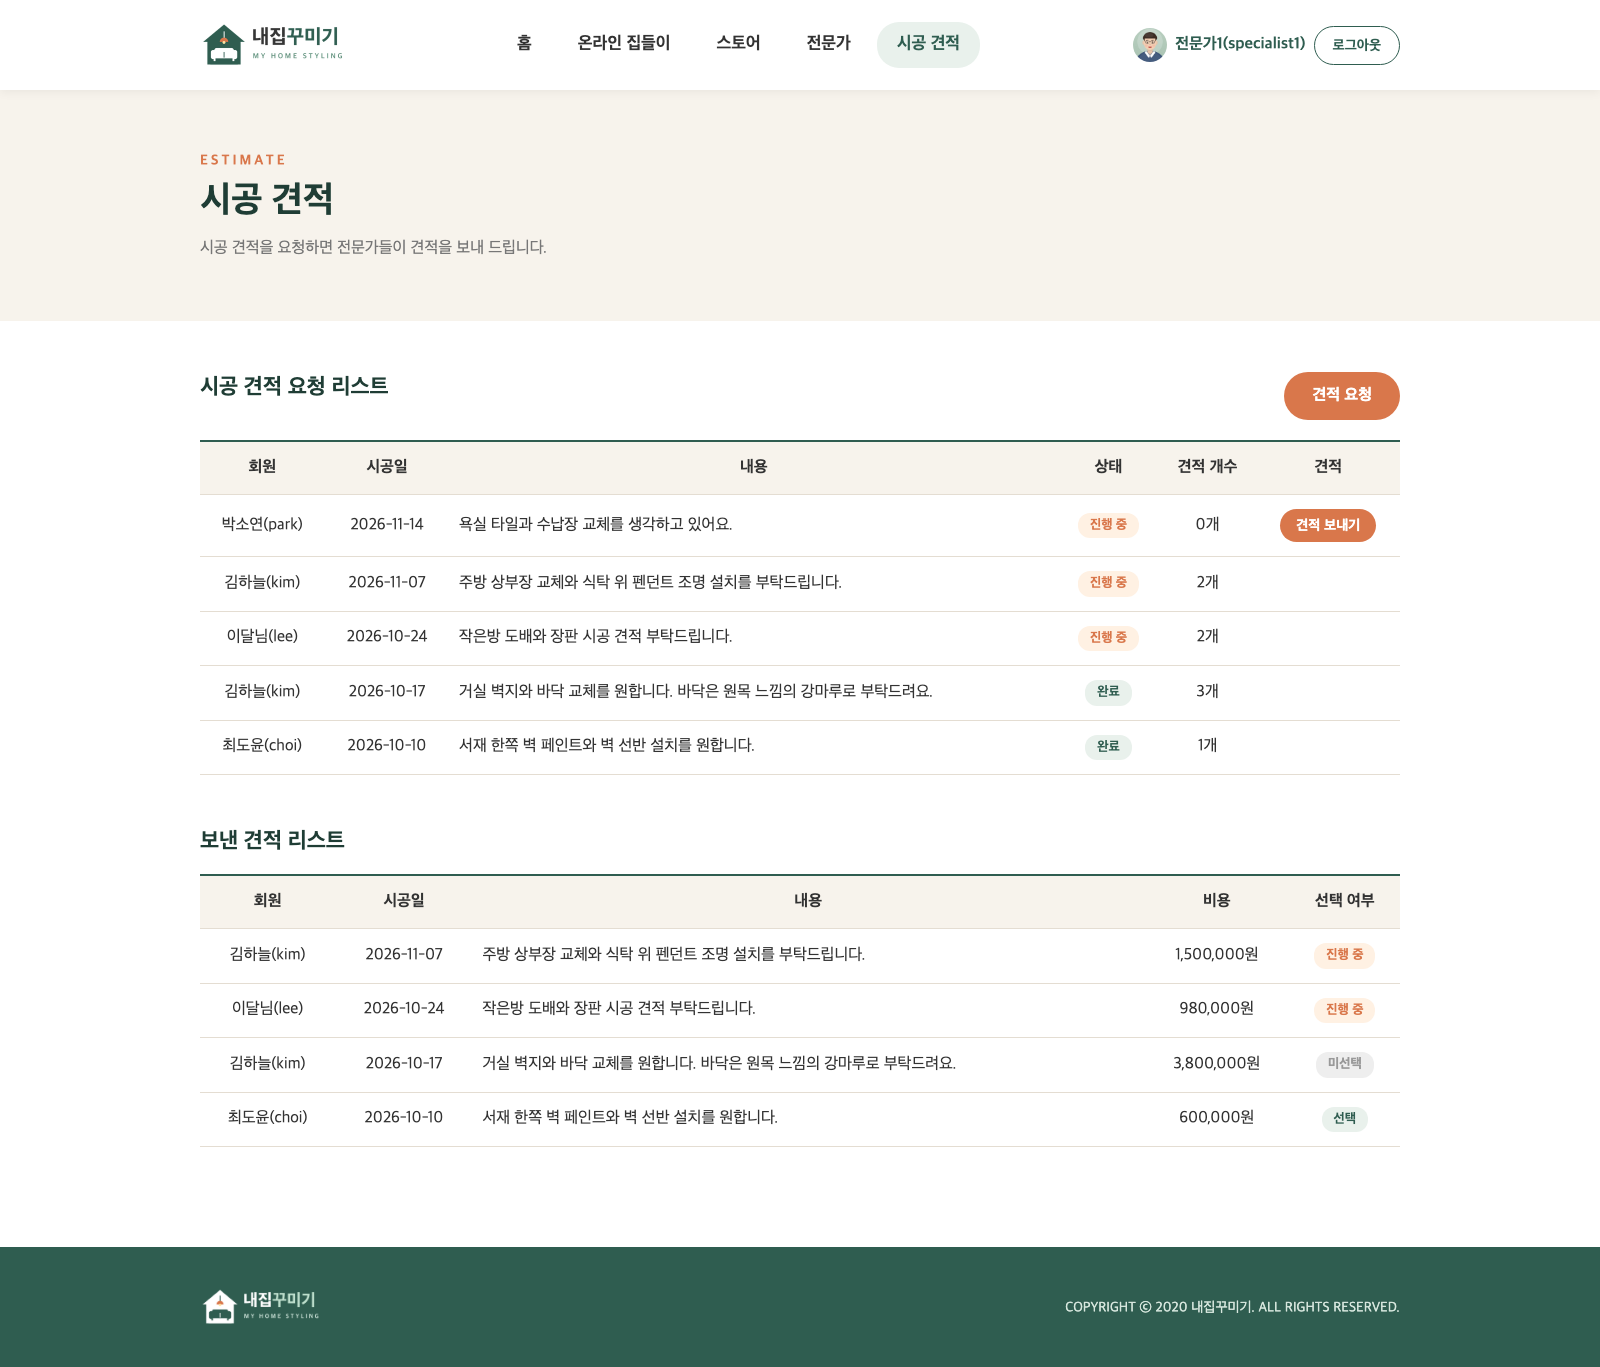 내집꾸미기
MY HOME STYLING
홈 온라인 집들이 스토어 전문가 시공 견적
전문가1(specialist1) 로그아웃
ESTIMATE
시공 견적
시공 견적을 요청하면 전문가들이 견적을 보내 드립니다.
시공 견적 요청 리스트
견적 요청
회원 시공일 내용 상태 견적 개수 견적
박소연(park) 2026-11-14 욕실 타일과 수납장 교체를 생각하고 있어요. 진행 중 0개 견적 보내기
김하늘(kim) 2026-11-07 주방 상부장 교체와 식탁 위 펜던트 조명 설치를 부탁드립니다. 진행 중 2개
이달님(lee) 2026-10-24 작은방 도배와 장판 시공 견적 부탁드립니다. 진행 중 2개
김하늘(kim) 2026-10-17 거실 벽지와 바닥 교체를 원합니다. 바닥은 원목 느낌의 강마루로 부탁드려요. 완료 3개
최도윤(choi) 2026-10-10 서재 한쪽 벽 페인트와 벽 선반 설치를 원합니다. 완료 1개
보낸 견적 리스트
회원 시공일 내용 비용 선택 여부
김하늘(kim) 2026-11-07 주방 상부장 교체와 식탁 위 펜던트 조명 설치를 부탁드립니다. 1,500,000원 진행 중
이달님(lee) 2026-10-24 작은방 도배와 장판 시공 견적 부탁드립니다. 980,000원 진행 중
김하늘(kim) 2026-10-17 거실 벽지와 바닥 교체를 원합니다. 바닥은 원목 느낌의 강마루로 부탁드려요. 3,800,000원 미선택
최도윤(choi) 2026-10-10 서재 한쪽 벽 페인트와 벽 선반 설치를 원합니다. 600,000원 선택
내집꾸미기
MY HOME STYLING
COPYRIGHT © 2020 내집꾸미기. ALL RIGHTS RESERVED.